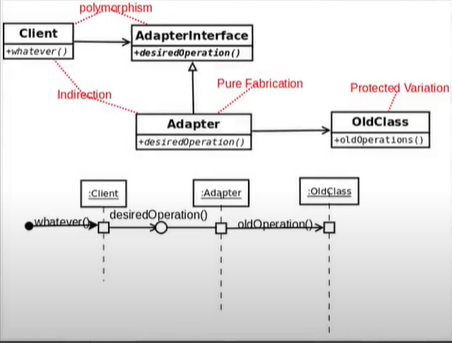 polymorphism
Client
+whatever()
AdapterInterface
+desiredOperation()
Indirection
Pure Fabrication
Protected Variation
Adapter
+desiredOperation()
OldClass
+oldOperations()
:Client
:Adapter
:OldClass
whatever()
desiredOperation()
oldOperation()